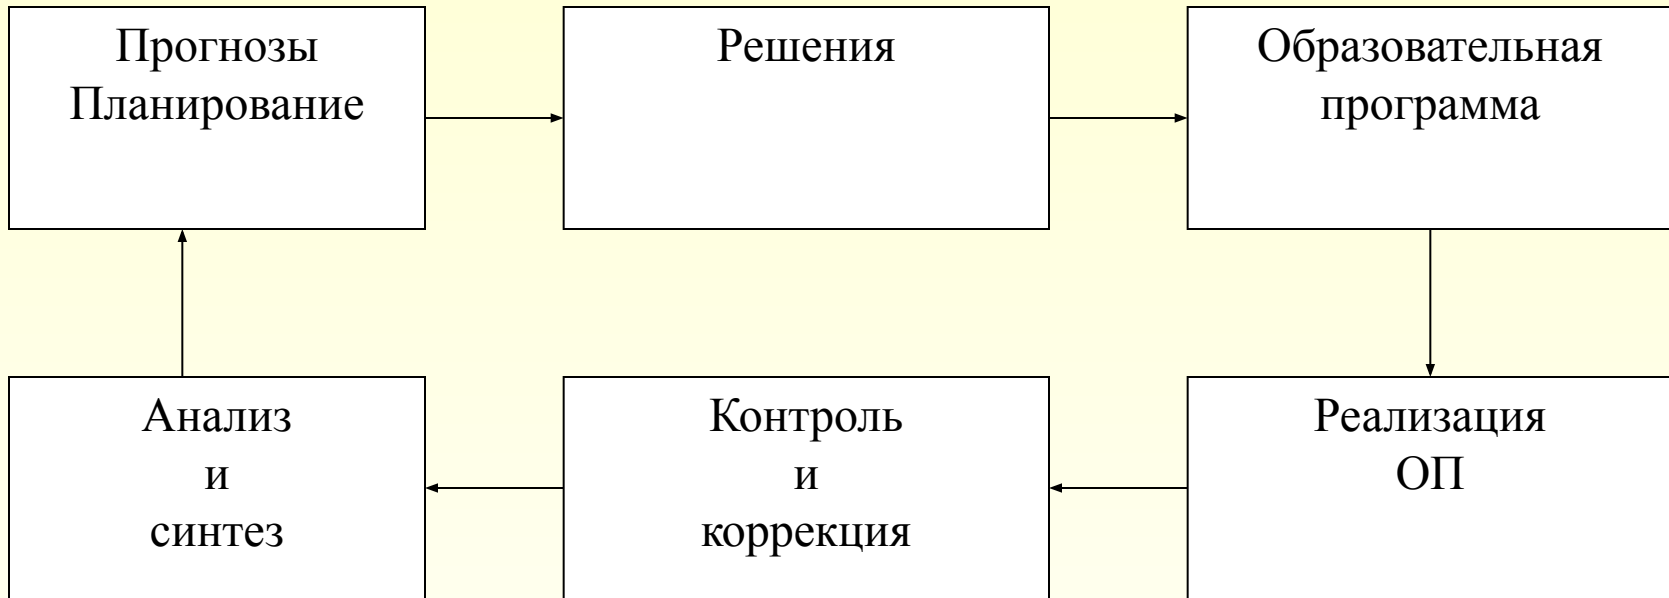 Прогнозы
Планирование
Решения
Образовательная
программа
Анализ
и
синтез
Контроль
и
коррекция
Реализация
ОП